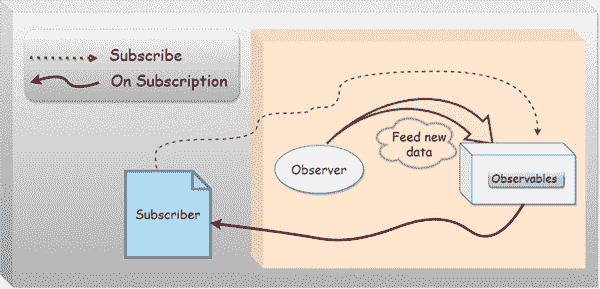 Subscribe
On Subscription
Feed new
data
Observer
Observables
Subscriber